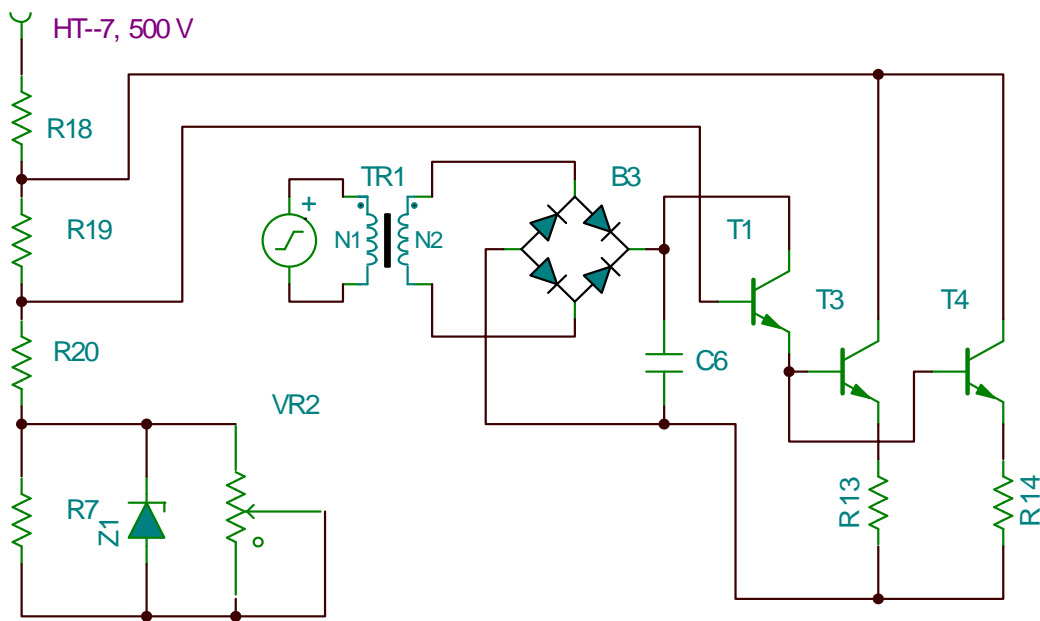 HT--7, 500 V
R18
TR1
B3
R19
+
N1
N2
T1
T3
T4
R20
C6
VR2
R7
Z1
R13
R14